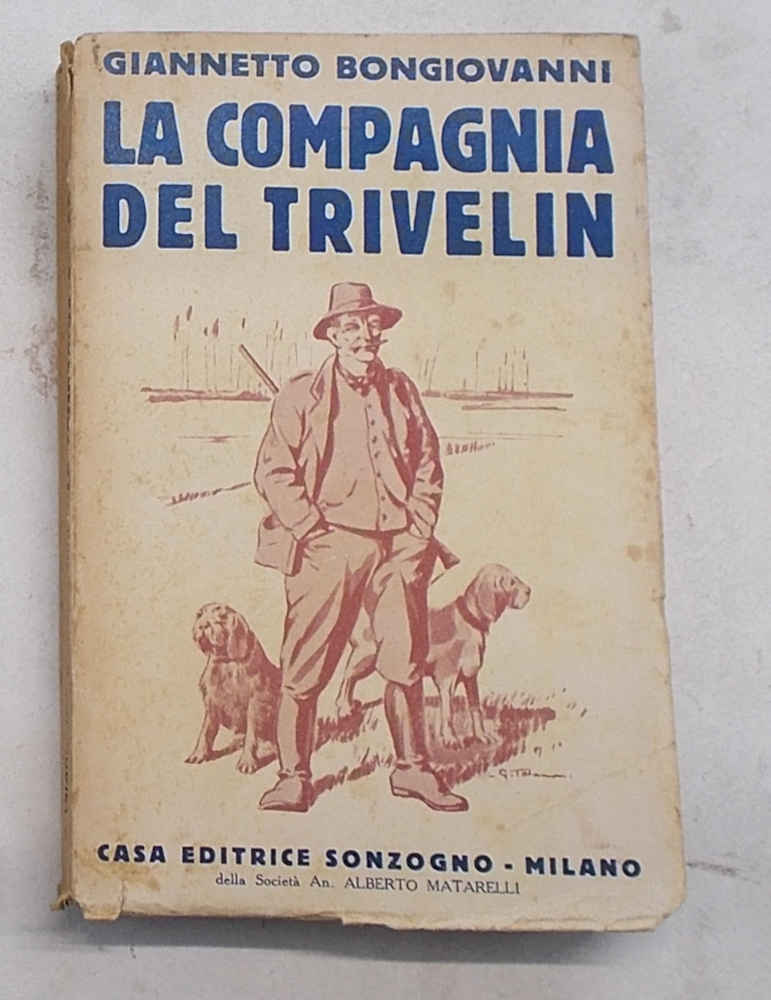 GIANNETTO BONGIOVANNI
LA COMPAGNIA
DEL TRIVELIN
CASA EDITRICE SONZOGNO - MILANO
della Società An. ALBERTO MATARELLI